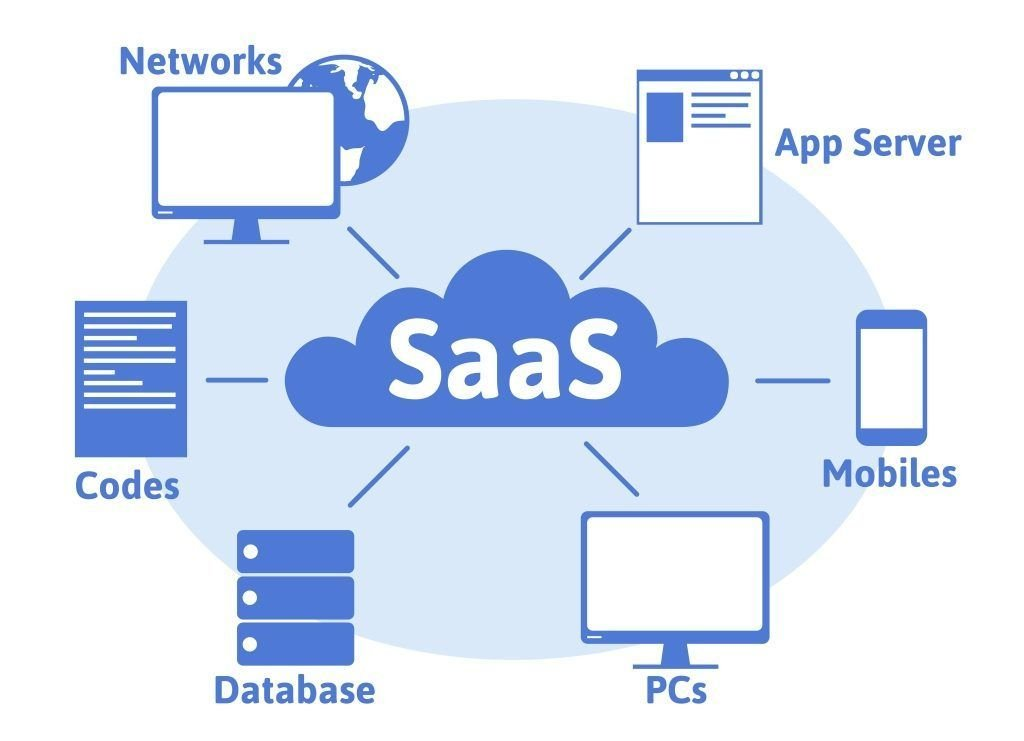 Networks
App Server
SaaS
Codes
Mobiles
Database
PCs